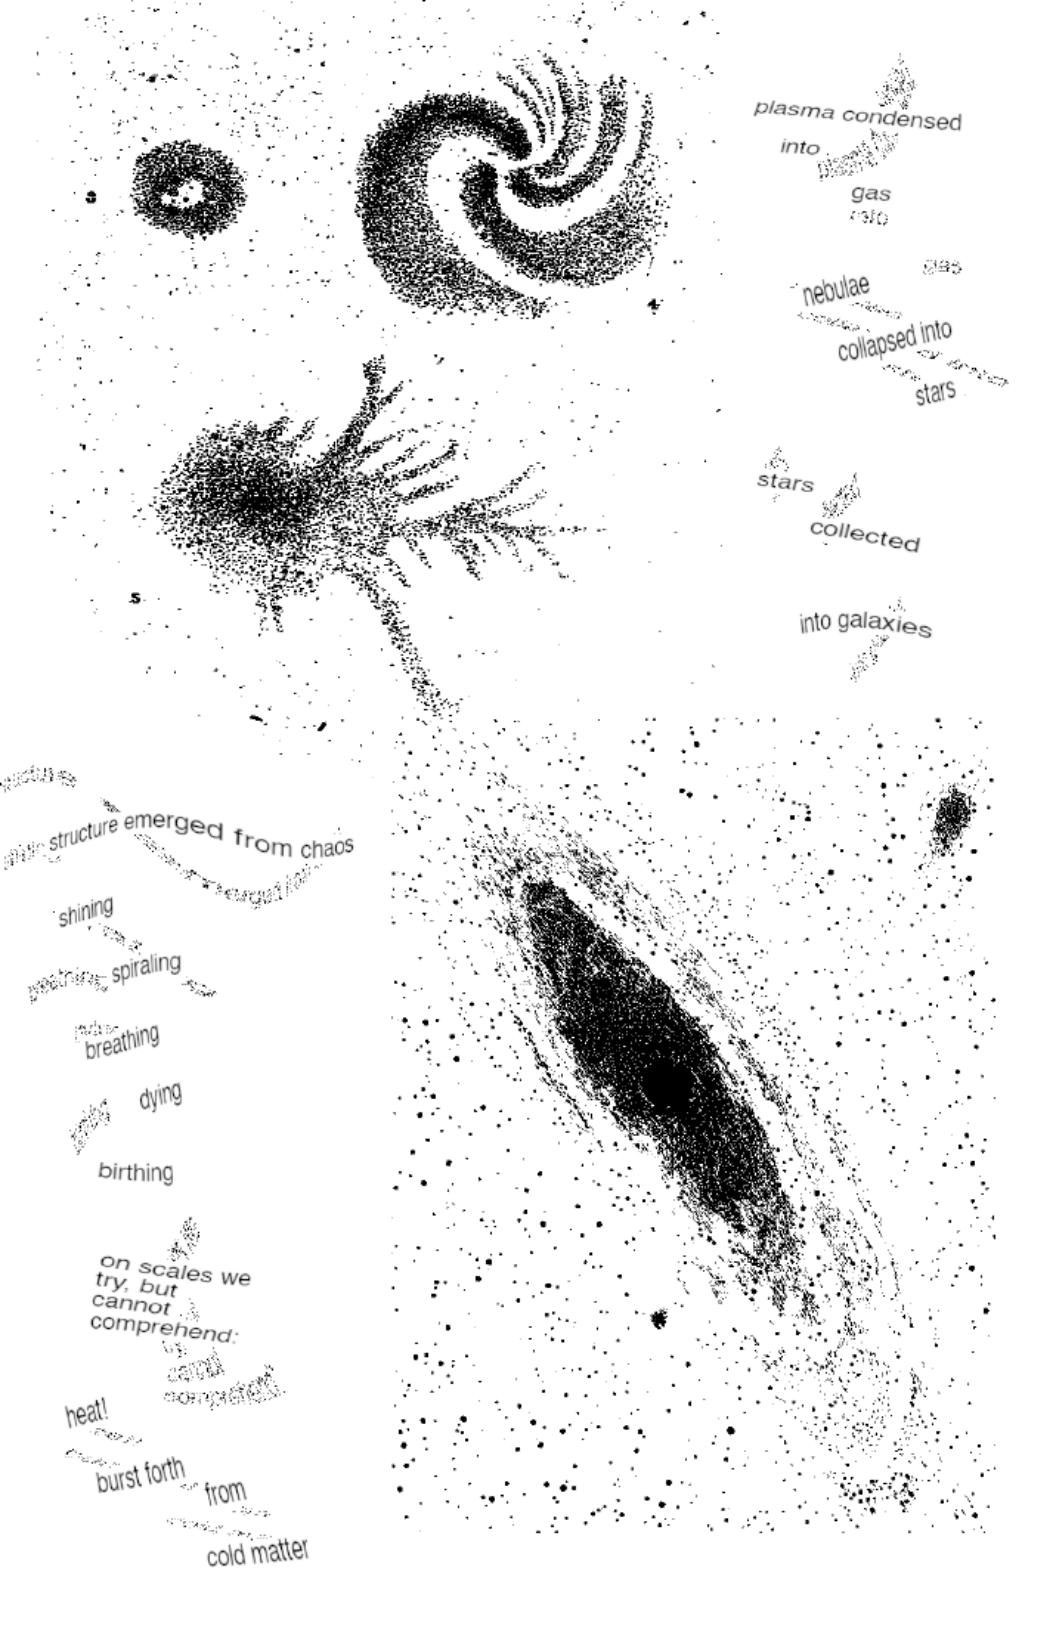 plasma condensed
into
gas
nebulae
collapsed into
stars
stars
collected
into galaxies
structure emerged from chaos
shining
spiraling
breathing
dying
birthing
on scales we
try, but
cannot
comprehend:
heat!
burst forth
from
cold matter